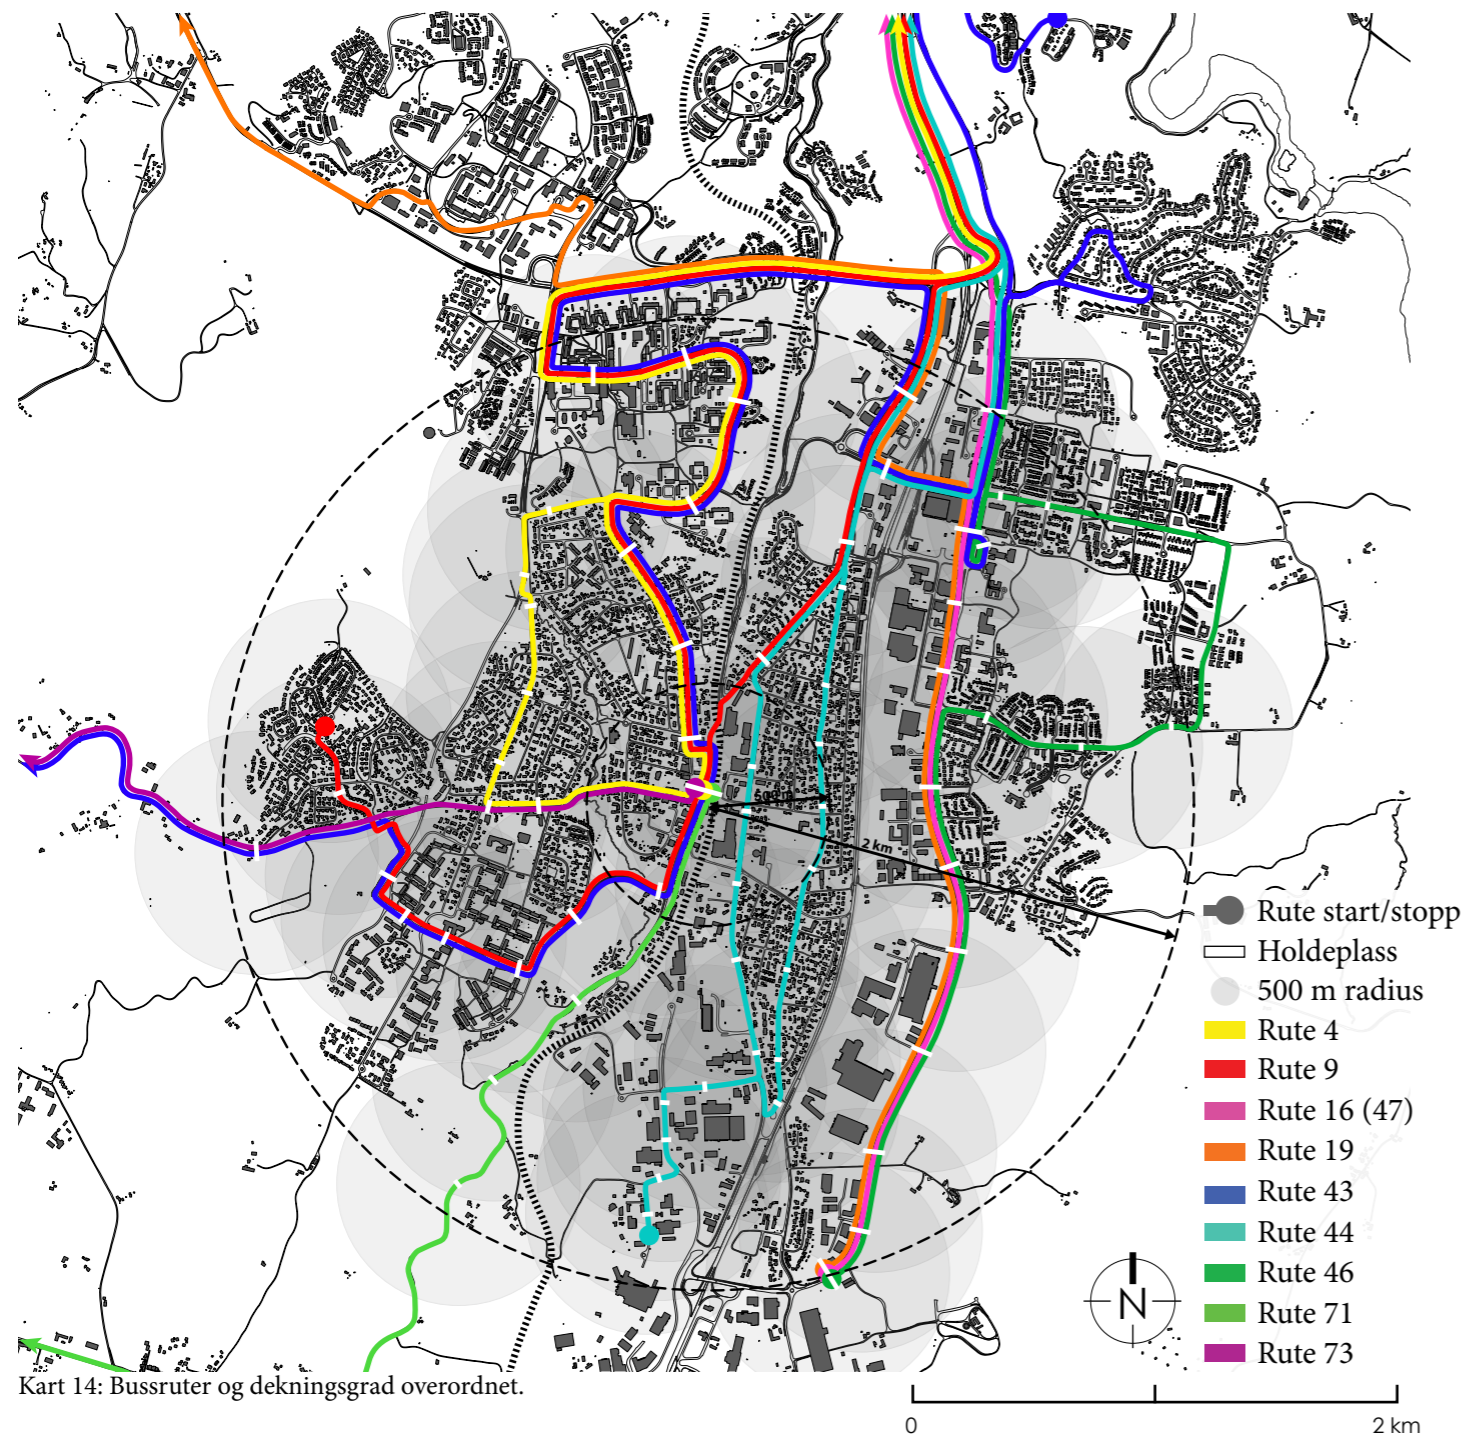 500 m
2 km
Rute start/stopp
Holdeplass
500 m radius
Rute 4
Rute 9
Rute 16 (47)
Rute 19
Rute 43
Rute 44
Rute 46
Rute 71
Rute 73
N
Kart 14: Bussruter og dekningsgrad overordnet.
0
2 km